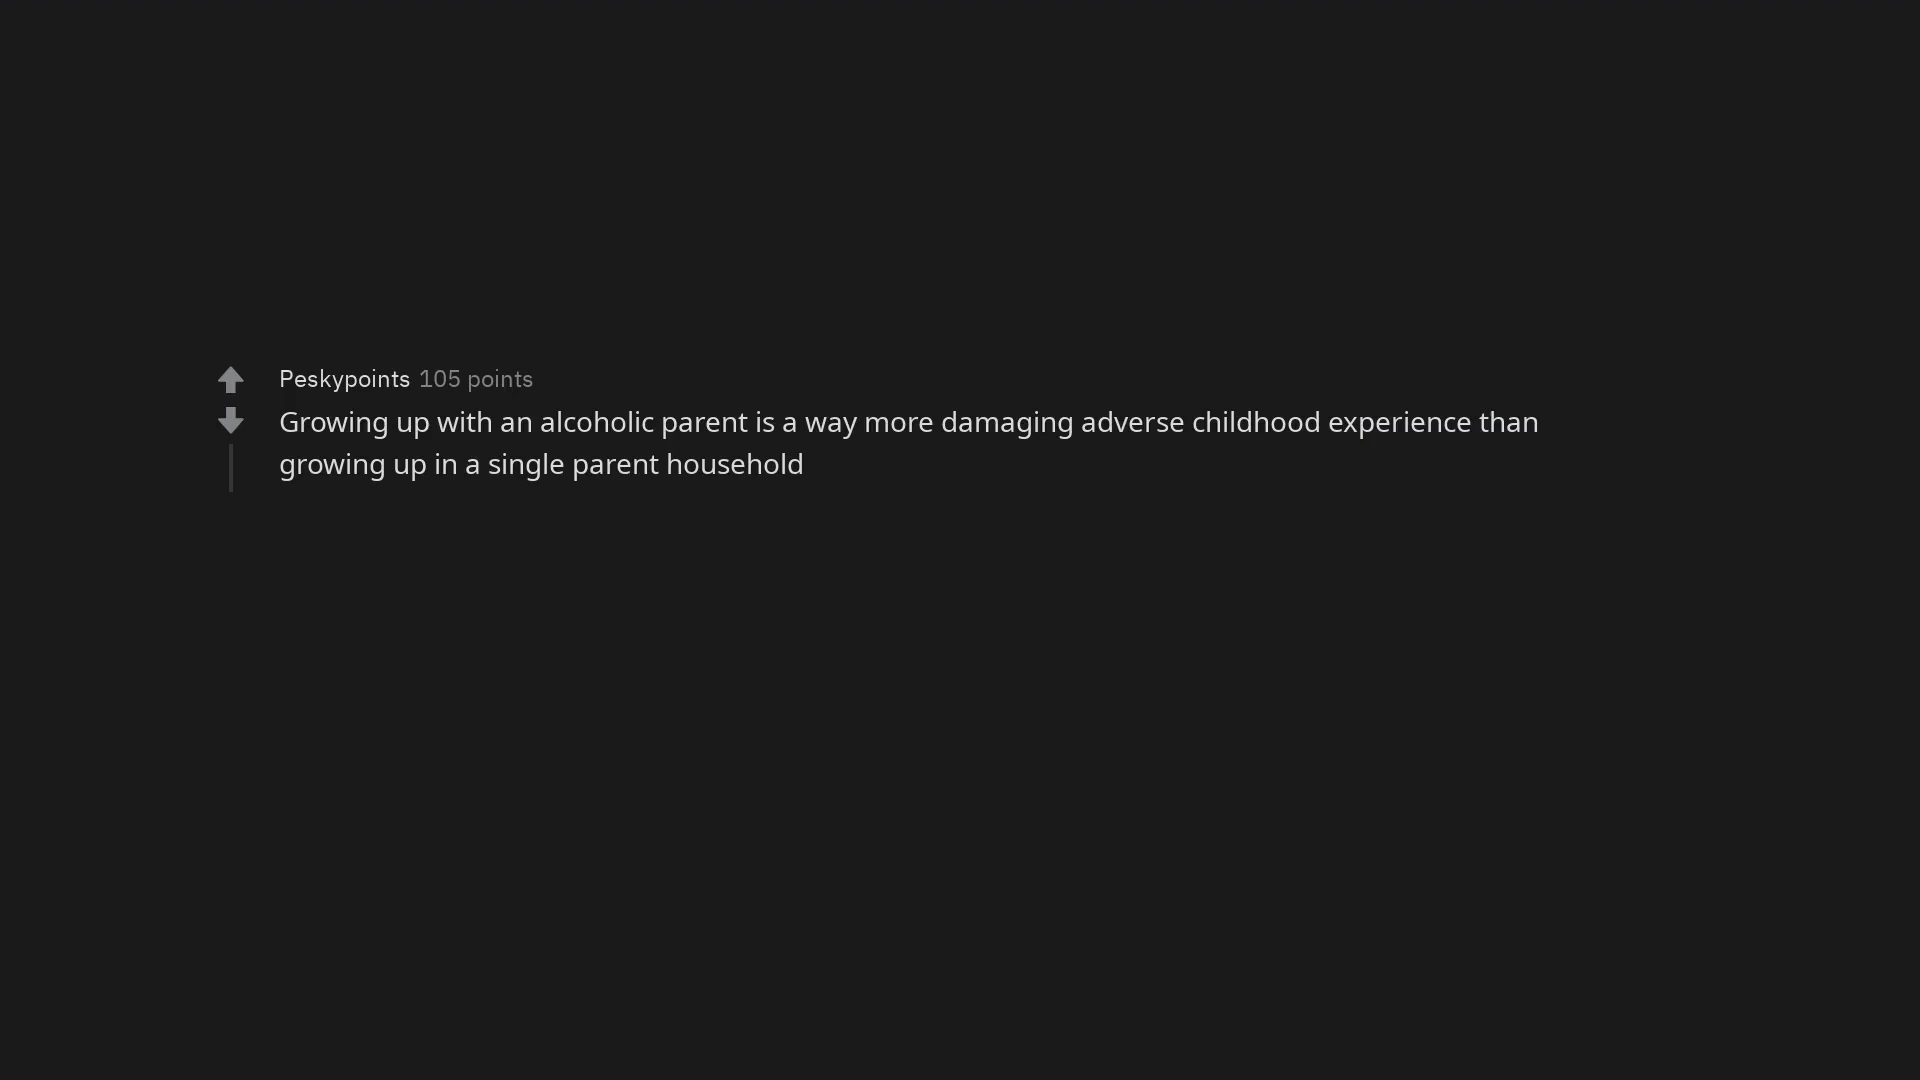 Peskypoints 105 points
Growing up with an alcoholic parent is a way more damaging adverse childhood experience than
growing up in a single parent household